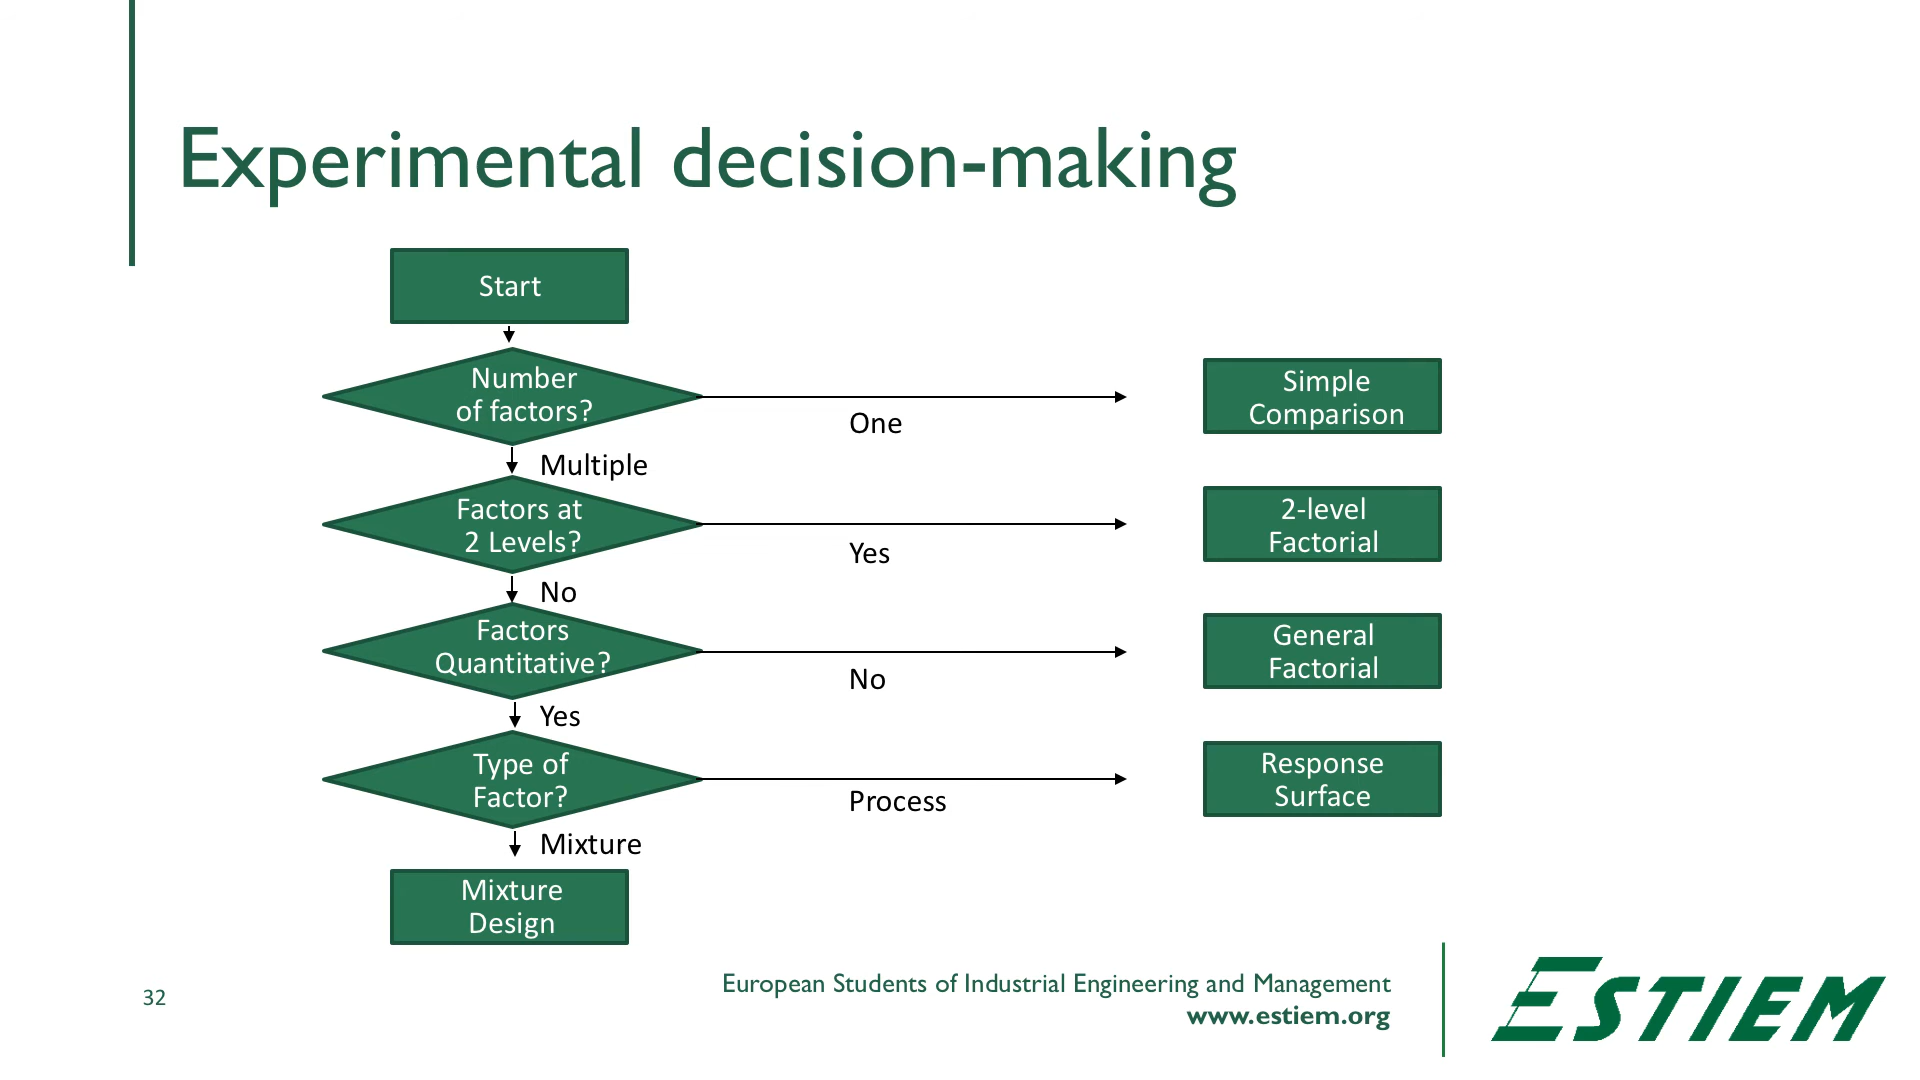 Experimental decision-making
Start
Number
of factors?
One
Simple
Comparison
Multiple
Factors at
2 Levels?
Yes
2-level
Factorial
No
Factors
Quantitative?
No
General
Factorial
Yes
Type of
Factor?
Process
Response
Surface
Mixture
Mixture
Design
32
European Students of Industrial Engineering and Management
www.estiem.org
ESTIEM